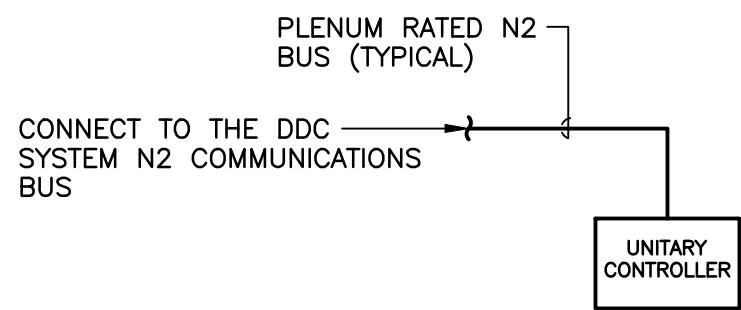 PLENUM RATED N2
BUS (TYPICAL)
CONNECT TO THE DDC
SYSTEM N2 COMMUNICATIONS
BUS
UNITARY
CONTROLLER